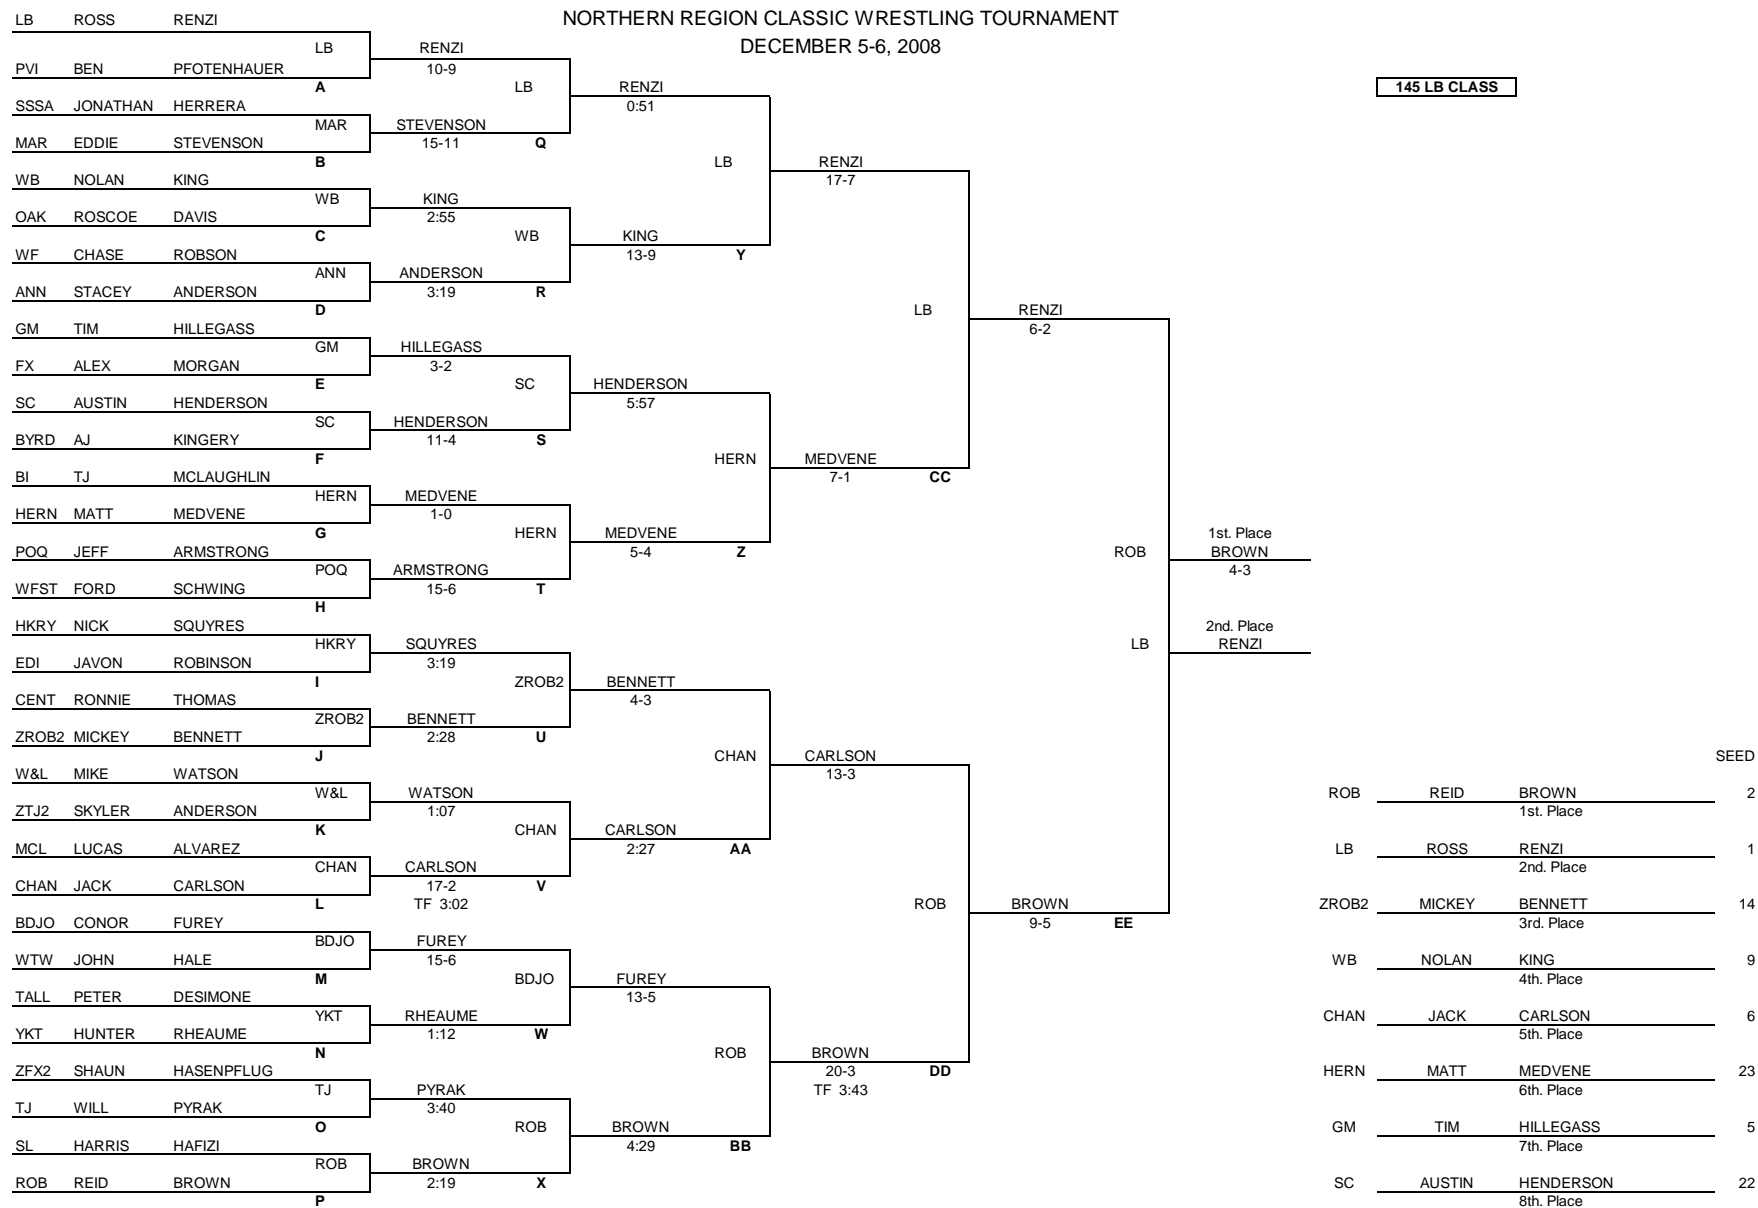 NORTHERN REGION CLASSIC WRESTLING TOURNAMENT
DECEMBER 5-6, 2008
145 LB CLASS
LB ROSS RENZI
PVI BEN PFOTENHAUER
SSSA JONATHAN HERRERA
MAR EDDIE STEVENSON
WB NOLAN KING
OAK ROSCOE DAVIS
WF CHASE ROBSON
ANN STACEY ANDERSON
GM TIM HILLEGASS
FX ALEX MORGAN
SC AUSTIN HENDERSON
BYRD AJ KINGERY
BI TJ MCLAUGHLIN
HERN MATT MEDVENE
POQ JEFF ARMSTRONG
WFST FORD SCHWING
HKRY NICK SQUYRES
EDI JAVON ROBINSON
CENT RONNIE THOMAS
ZROB2 MICKEY BENNETT
W&L MIKE WATSON
ZTJ2 SKYLER ANDERSON
MCL LUCAS ALVAREZ
CHAN JACK CARLSON
BDJO CONOR FUREY
WTW JOHN HALE
TALL PETER DESIMONE
YKT HUNTER RHEAUME
ZFX2 SHAUN HASENPFLUG
TJ WILL PYRAK
SL HARRIS HAFIZI
ROB REID BROWN
LB RENZI
A 10-9
MAR STEVENSON
B 15-11
WB KING
C 2:55
ANN ANDERSON
D 3:19
GM HILLEGASS
E 3-2
SC HENDERSON
F 11-4
HERN MEDVENE
G 1-0
POQ ARMSTRONG
H 15-6
HKRY SQUYRES
I 3:19
ZROB2 BENNETT
J 2:28
W&L WATSON
K 1:07
CHAN CARLSON
L 17-2
TF 3:02
BDJO FUREY
M 15-6
YKT RHEAUME
N 1:12
TJ PYRAK
O 3:40
ROB BROWN
P 2:19
LB RENZI
Q 0:51
WB KING
R 13-9
SC HENDERSON
S 5:57
HERN MEDVENE
T 5-4
ZROB2 BENNETT
U 4-3
CHAN CARLSON
V 2:27
BDJO FUREY
W 13-5
ROB BROWN
X 4:29
LB RENZI
Y 17-7
HERN MEDVENE
Z 7-1
CHAN CARLSON
AA 13-3
ROB BROWN
BB 20-3
TF 3:43
LB RENZI
CC 6-2
ROB BROWN
DD 9-5
EE
1st. Place
ROB BROWN
4-3
2nd. Place
LB RENZI
SEED
ROB REID BROWN 2
1st. Place
LB ROSS RENZI 1
2nd. Place
ZROB2 MICKEY BENNETT 14
3rd. Place
WB NOLAN KING 9
4th. Place
CHAN JACK CARLSON 6
5th. Place
HERN MATT MEDVENE 23
6th. Place
GM TIM HILLEGASS 5
7th. Place
SC AUSTIN HENDERSON 22
8th. Place